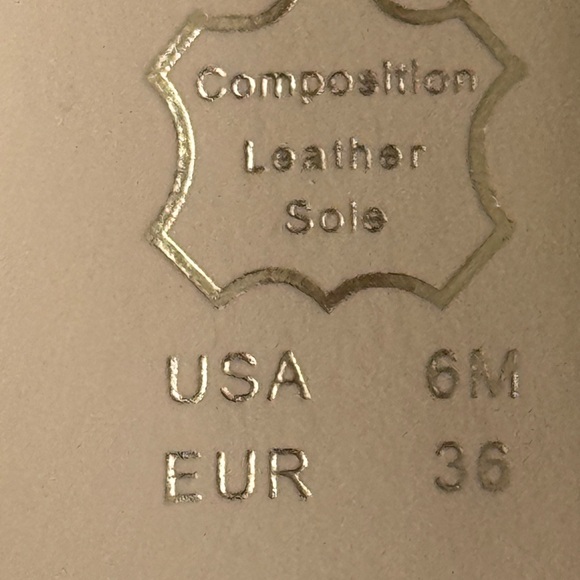 Composition
Leather
Sole
USA 6M
EUR 36